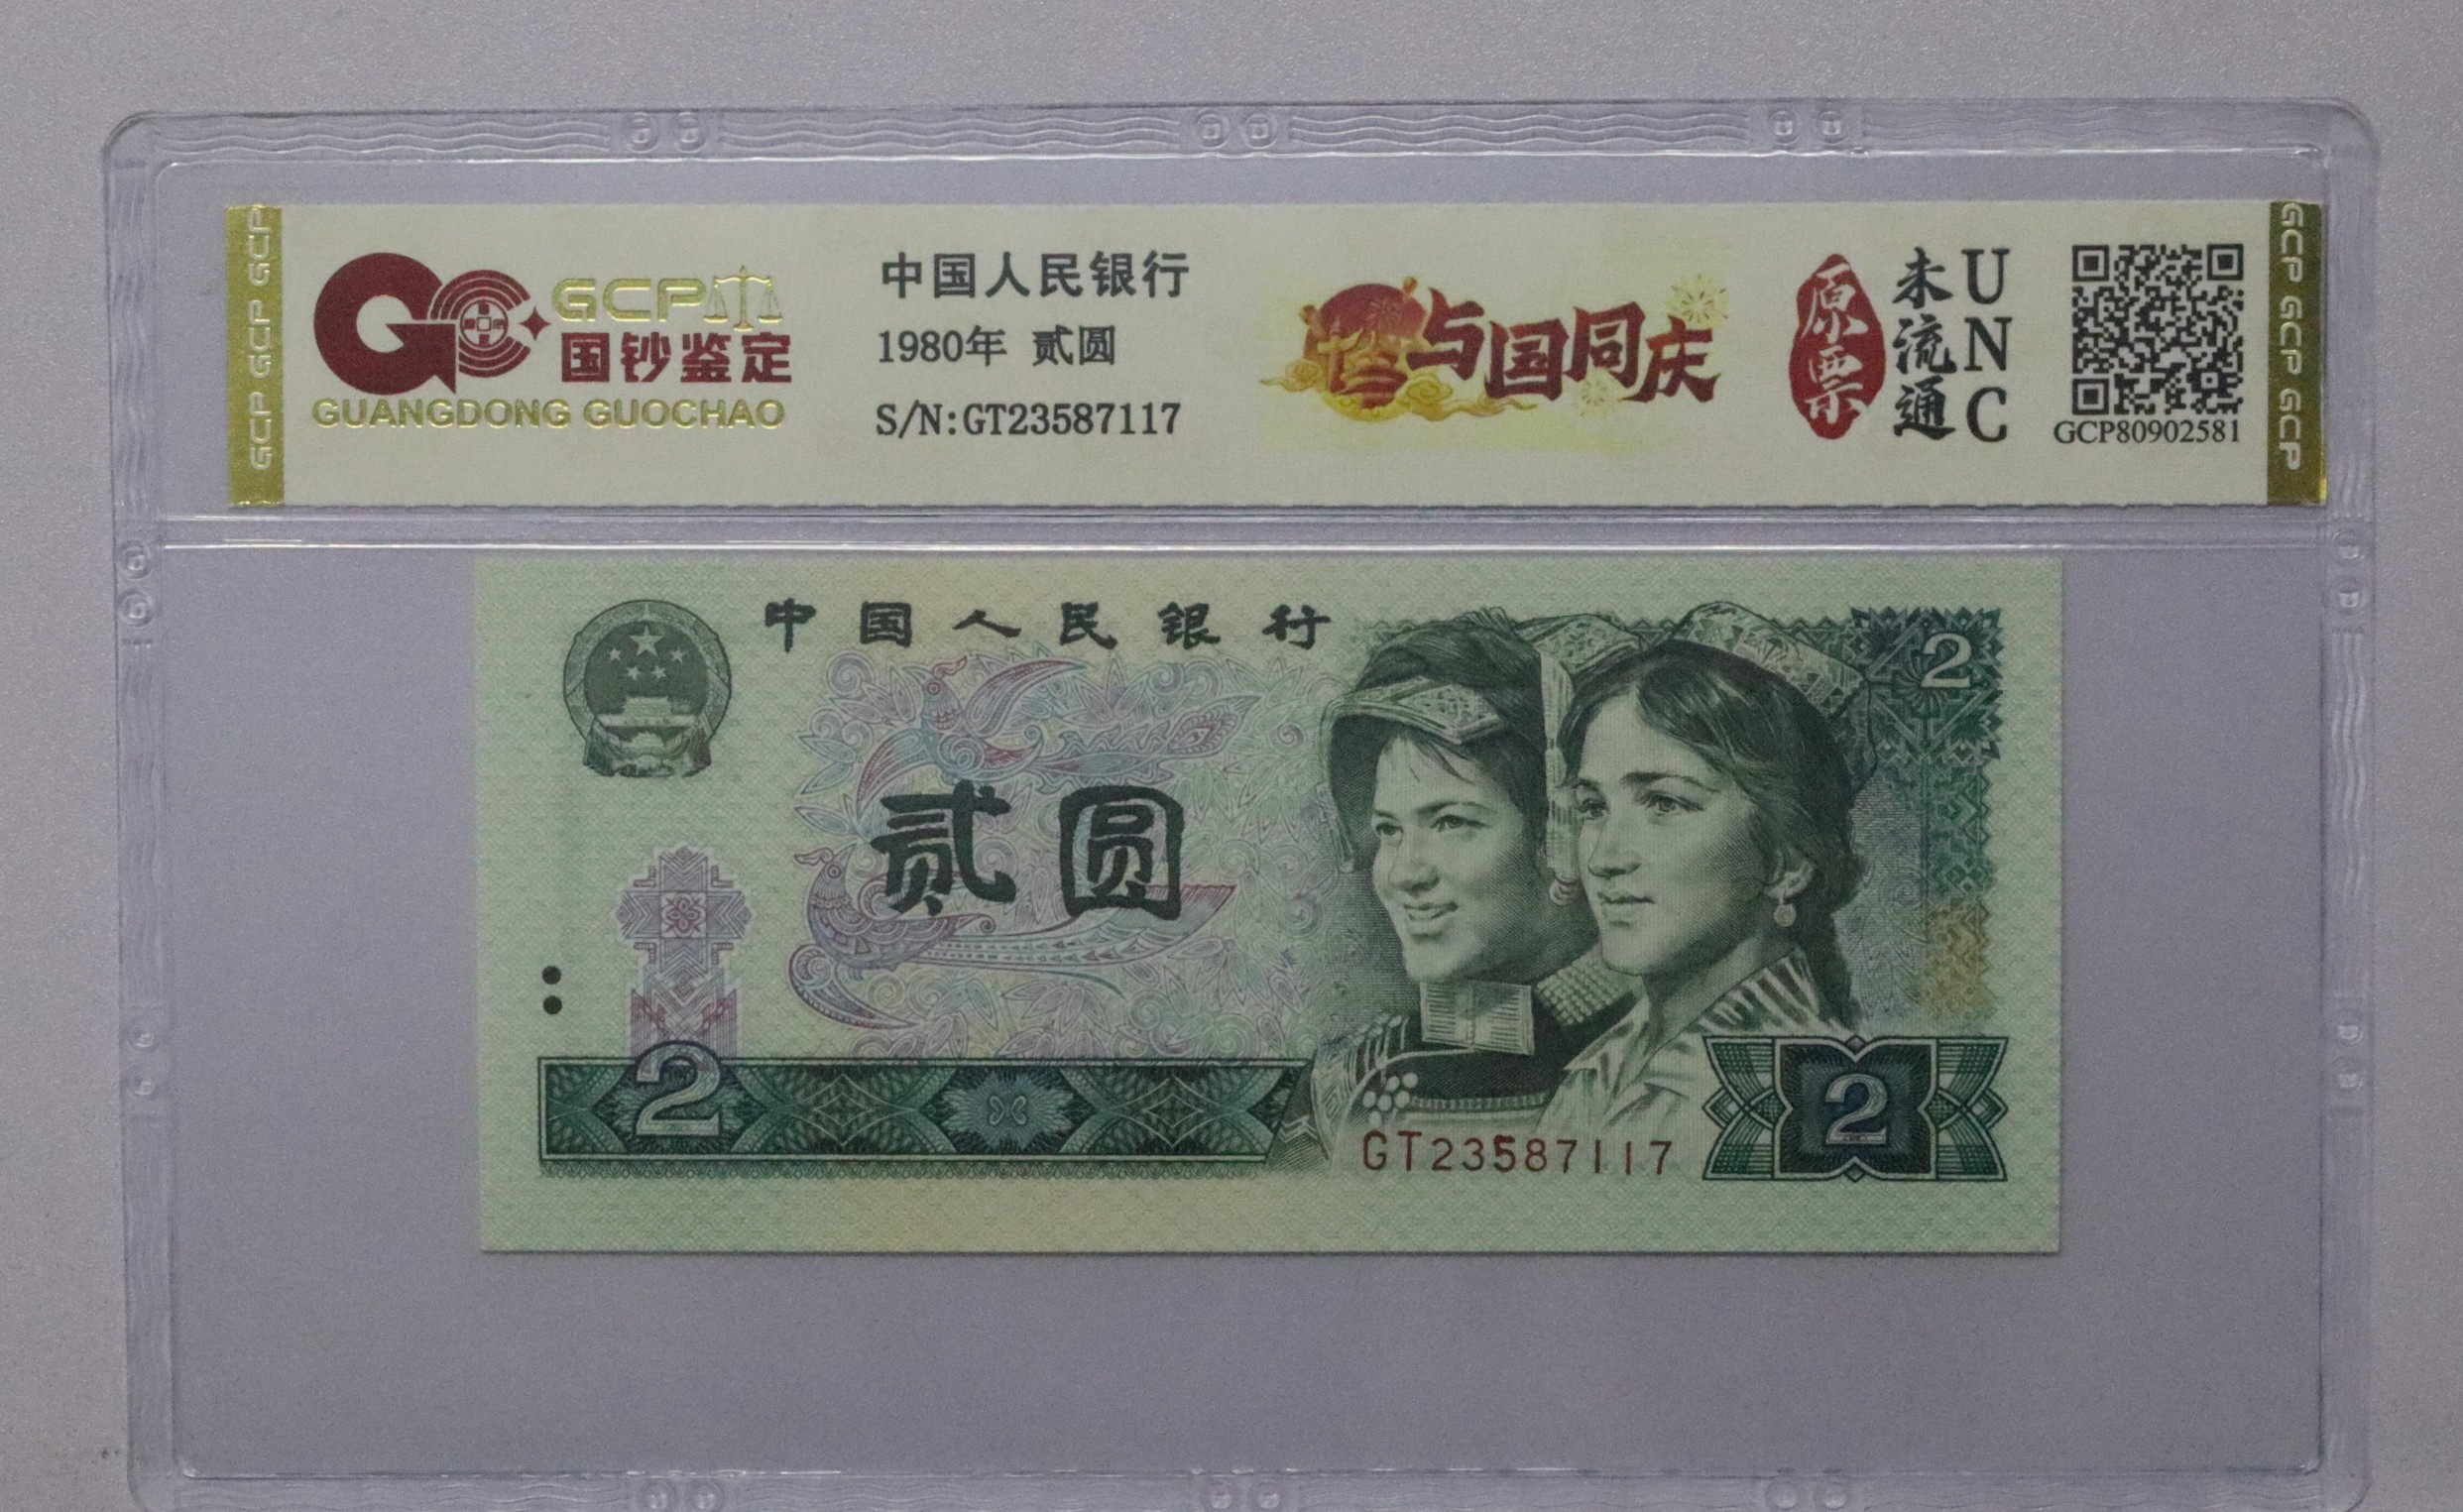 GCP GCP GCP
GCP
国钞鉴定
GUANGDONG GUOCHAO
中国人民银行
1980年 贰圆
S/N:GT23587117
与国同庆
原票
未流通
UNC
GCP80902581
GCP GCP GCP
中国人民银行
2
贰圆
2
GT23587117
2